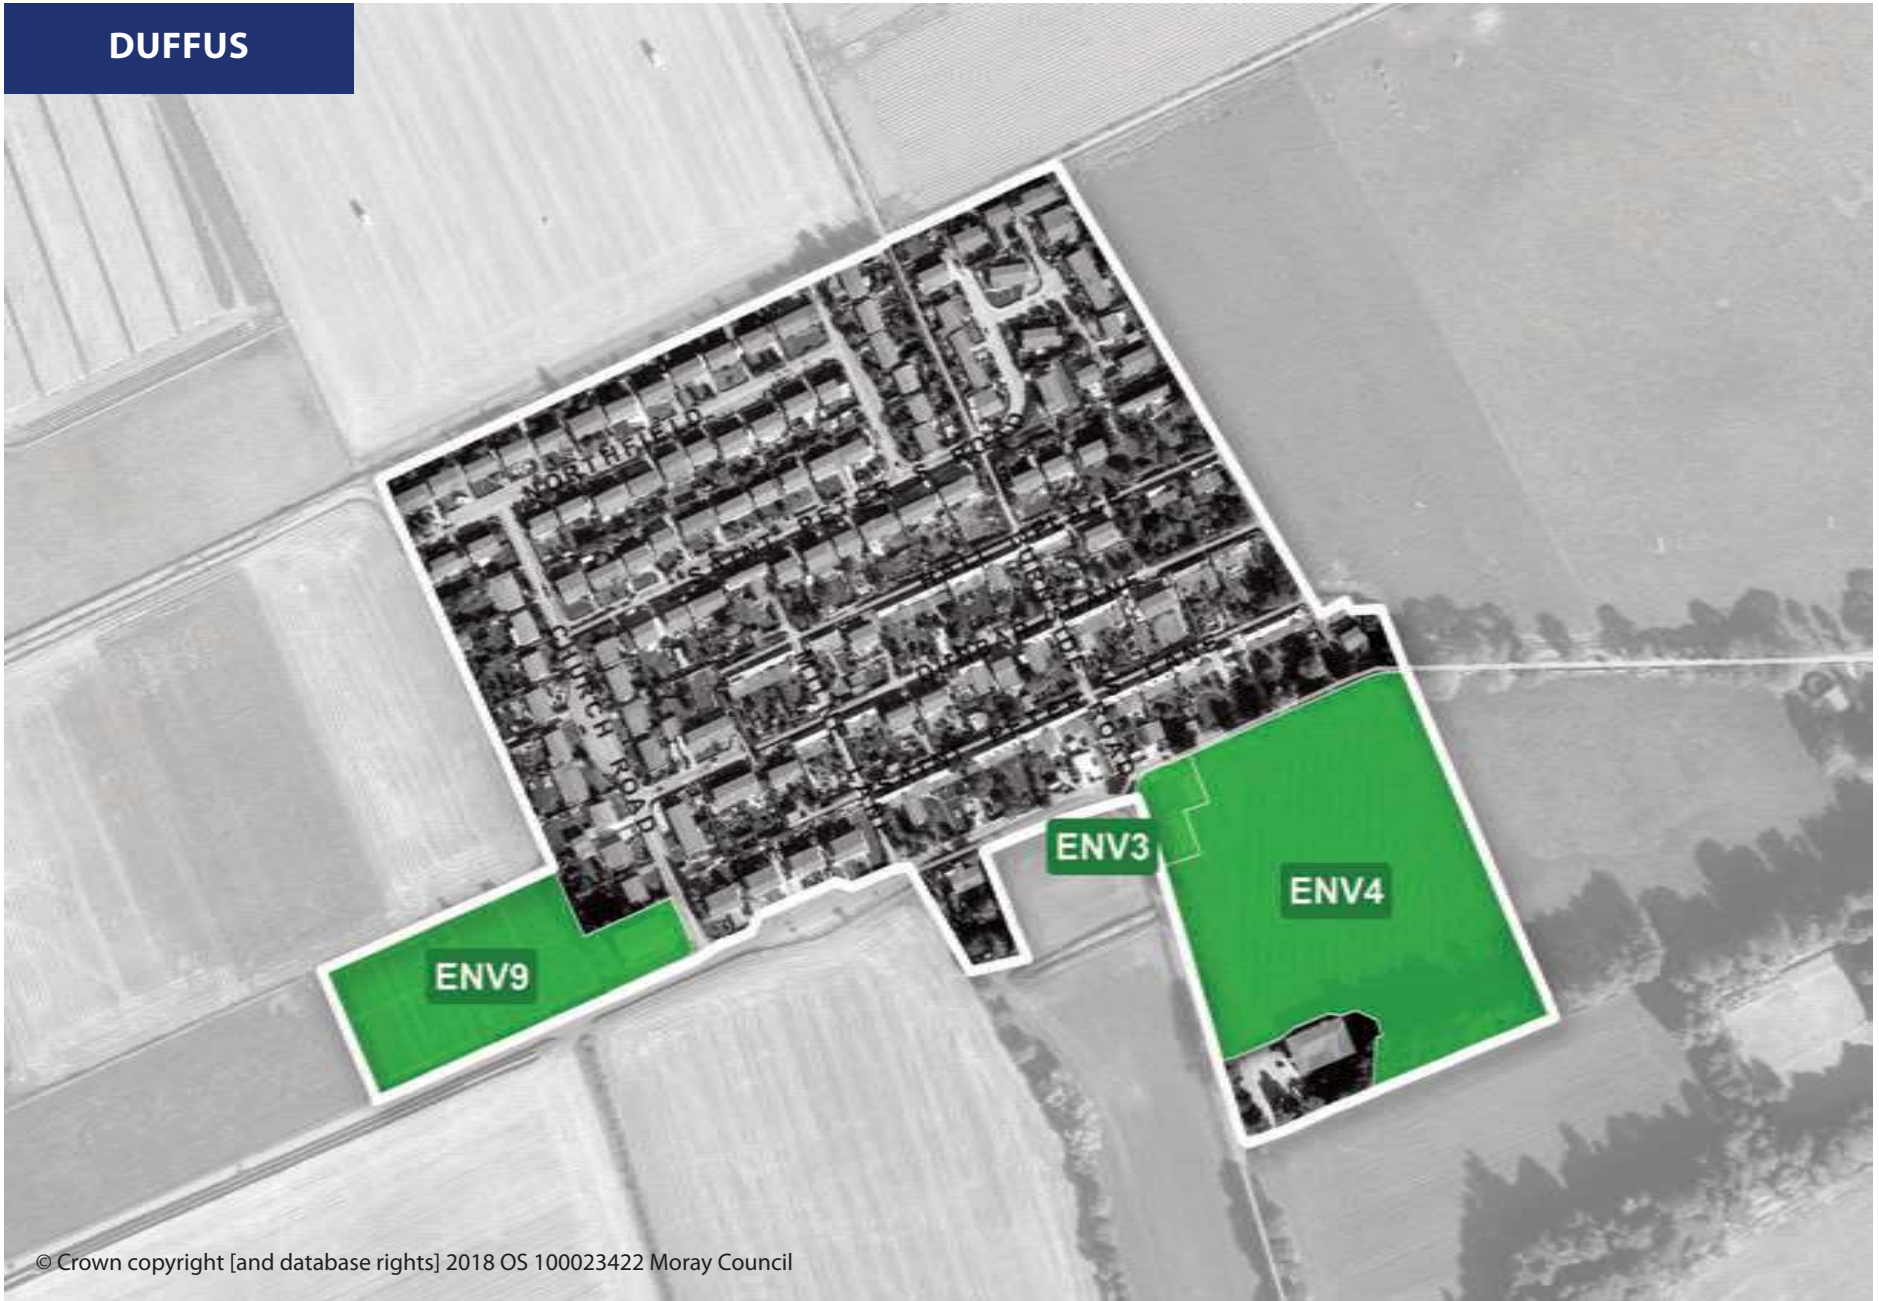 DUFFUS
NORTHFIELD
CHURCH ROAD
ENV3
ENV4
ENV9
© Crown copyright [and database rights] 2018 OS 100023422 Moray Council